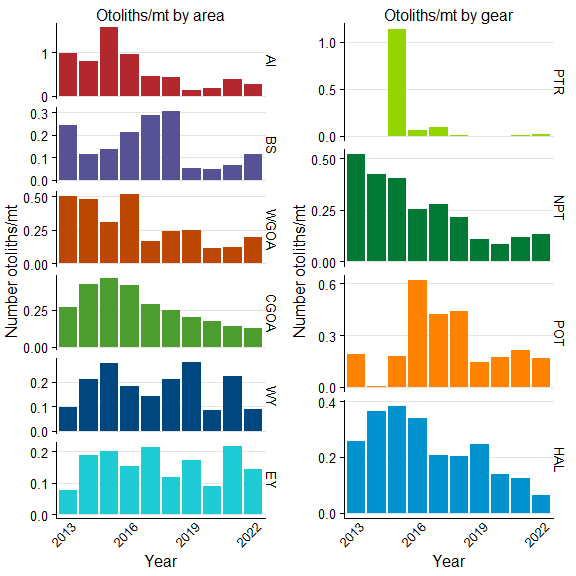 Otoliths/mt by area
Number otoliths/mt
1
0
AI
0.3
0.2
0.1
0.0
BS
0.50
0.25
0.00
WGOA
0.25
0.00
CGOA
0.2
0.1
0.0
WY
0.2
0.1
0.0
EY
2013
2016
2019
2022
Year
Otoliths/mt by gear
Number otoliths/mt
1.0
0.5
0.0
PTR
0.50
0.25
0.00
NPT
0.6
0.3
0.0
POT
0.4
0.2
0.0
HAL
2013
2016
2019
2022
Year